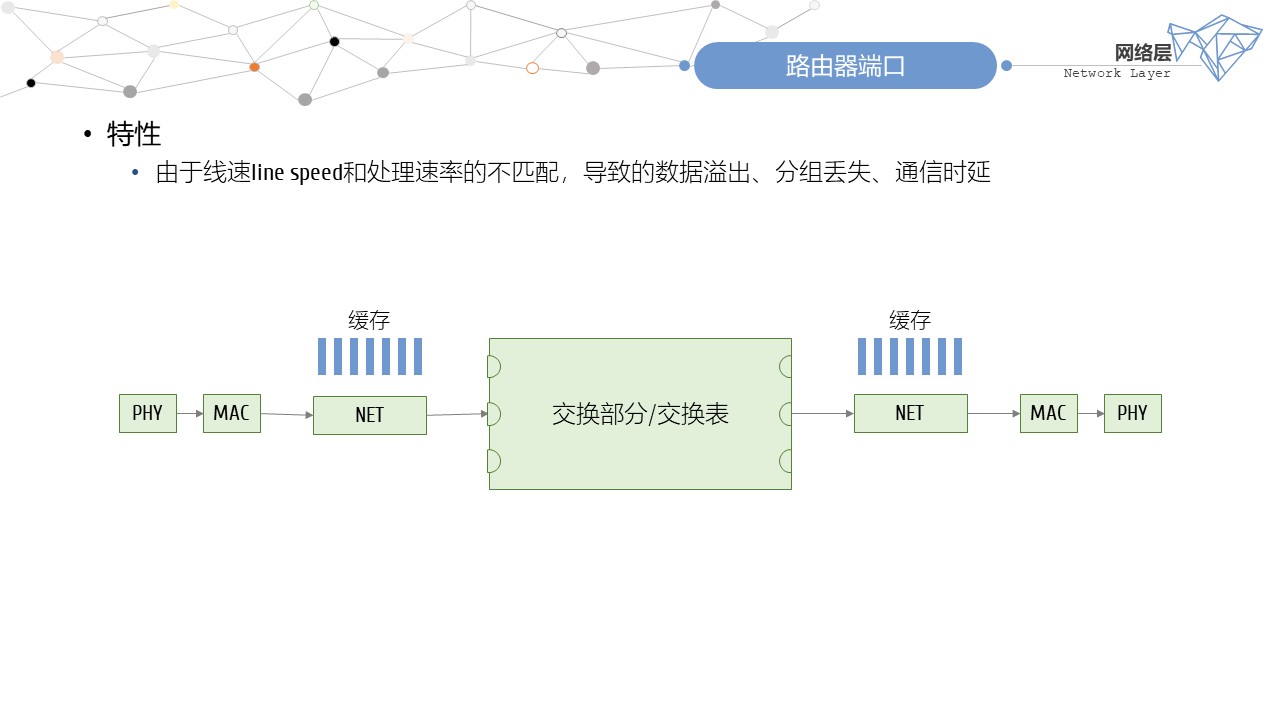 路由器端口
网络层
Network Layer
• 特性
• 由于线速line speed和处理速率的不匹配，导致的数据溢出、分组丢失、通信时延
缓存
缓存
PHY
MAC
NET
交换部分/交换表
NET
MAC
PHY